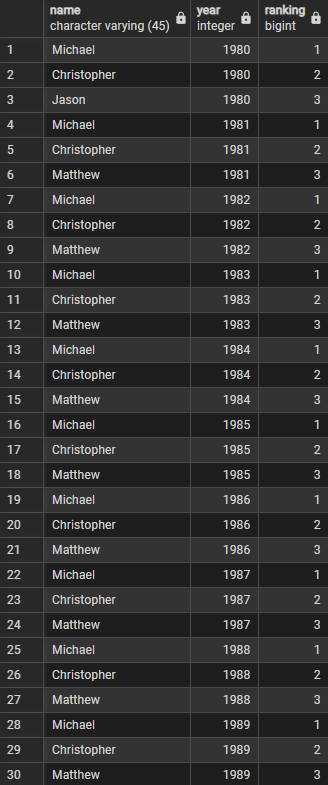 name year ranking
character varying (45) integer bigint
1 Michael 1980 1
2 Christopher 1980 2
3 Jason 1980 3
4 Michael 1981 1
5 Christopher 1981 2
6 Matthew 1981 3
7 Michael 1982 1
8 Christopher 1982 2
9 Matthew 1982 3
10 Michael 1983 1
11 Christopher 1983 2
12 Matthew 1983 3
13 Michael 1984 1
14 Christopher 1984 2
15 Matthew 1984 3
16 Michael 1985 1
17 Christopher 1985 2
18 Matthew 1985 3
19 Michael 1986 1
20 Christopher 1986 2
21 Matthew 1986 3
22 Michael 1987 1
23 Christopher 1987 2
24 Matthew 1987 3
25 Michael 1988 1
26 Christopher 1988 2
27 Matthew 1988 3
28 Michael 1989 1
29 Christopher 1989 2
30 Matthew 1989 3